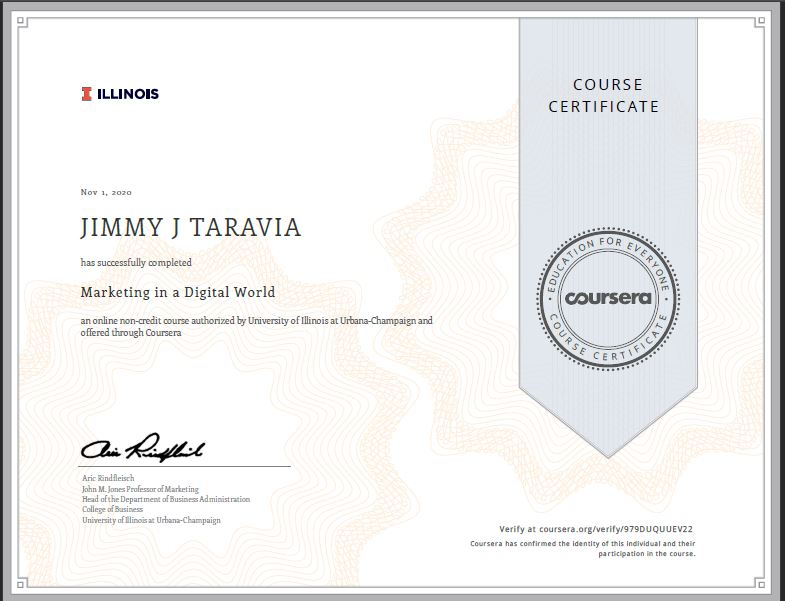 ILLINOIS
COURSE
CERTIFICATE
Nov 1, 2020
JIMMY J TARAVIA
has successfully completed
Marketing in a Digital World
an online non-credit course authorized by University of Illinois at Urbana-Champaign and
offered through Coursera
EDUCATION FOR EVERYONE
coursera
COURSE CERTIFICATE
Aric Rindfleisch
Aric Rindfleisch
John M. Jones Professor of Marketing
Head of the Department of Business Administration
College of Business
University of Illinois at Urbana-Champaign
Verify at coursera.org/verify/979DUQUUEV22
Coursera has confirmed the identity of this individual and their
participation in the course.